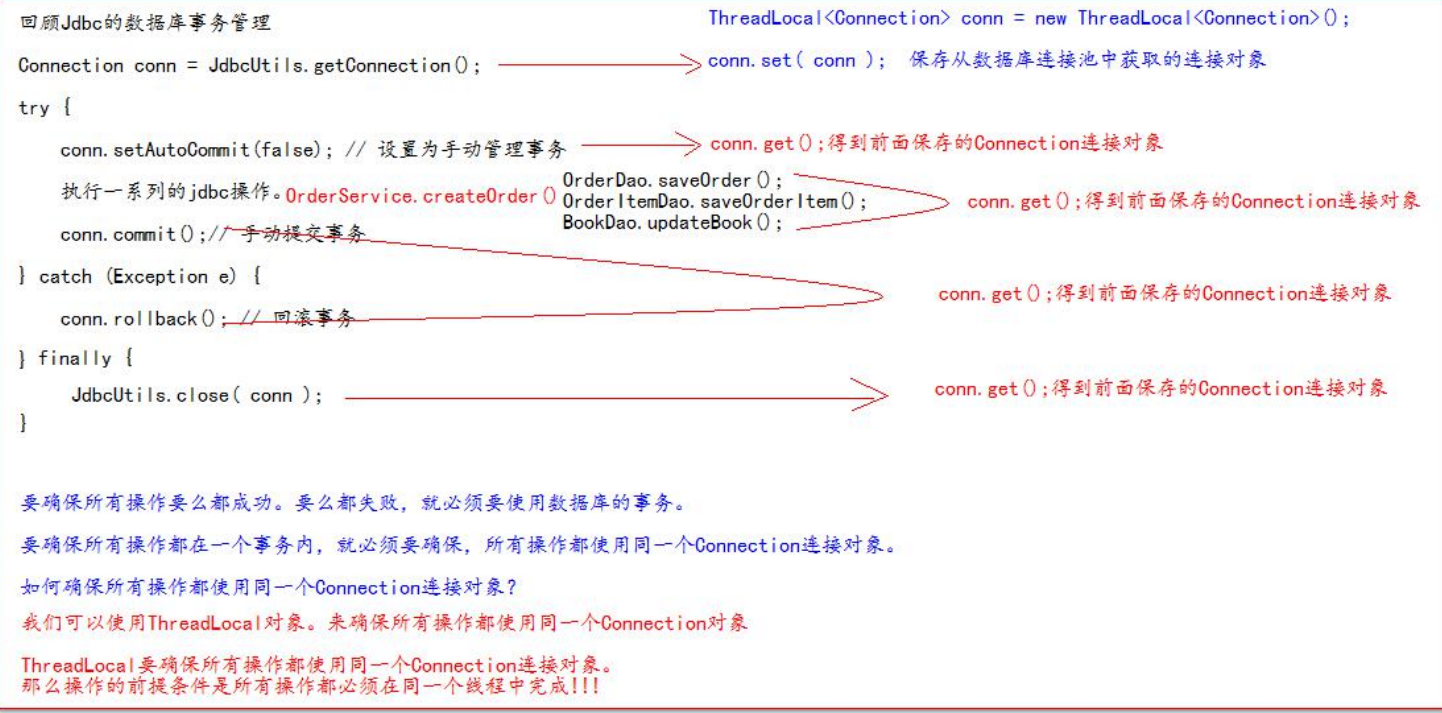 回顾Jdbc的数据库事务管理
ThreadLocal<Connection> conn = new ThreadLocal<Connection>();
Connection conn = JdbcUtils.getConnection();
conn.set( conn ); 保存从数据库连接池中获取的连接对象
try {
conn.setAutoCommit(false); // 设置为手动管理事务
conn.get();得到前面保存的Connection连接对象
执行一系列的jdbc操作。OrderService.createOrder()
OrderDao.saveOrder();
OrderItemDao.saveOrderItem();
BookDao.updateBook();
conn.get();得到前面保存的Connection连接对象
conn.commit();// 手动提交事务
} catch (Exception e) {
conn.get();得到前面保存的Connection连接对象
conn.rollback(); // 回滚事务
} finally {
JdbcUtils.close( conn );
conn.get();得到前面保存的Connection连接对象
}
要确保所有操作要么都成功。要么都失败，就必须要使用数据库的事务。
要确保所有操作都在一个事务内，就必须要确保，所有操作都使用同一个Connection连接对象。
如何确保所有操作都使用同一个Connection连接对象？
我们可以使用ThreadLocal对象。来确保所有操作都使用同一个Connection对象
ThreadLocal要确保所有操作都使用同一个Connection连接对象。
那么操作的前提条件是所有操作都必须在同一个线程中完成!!!